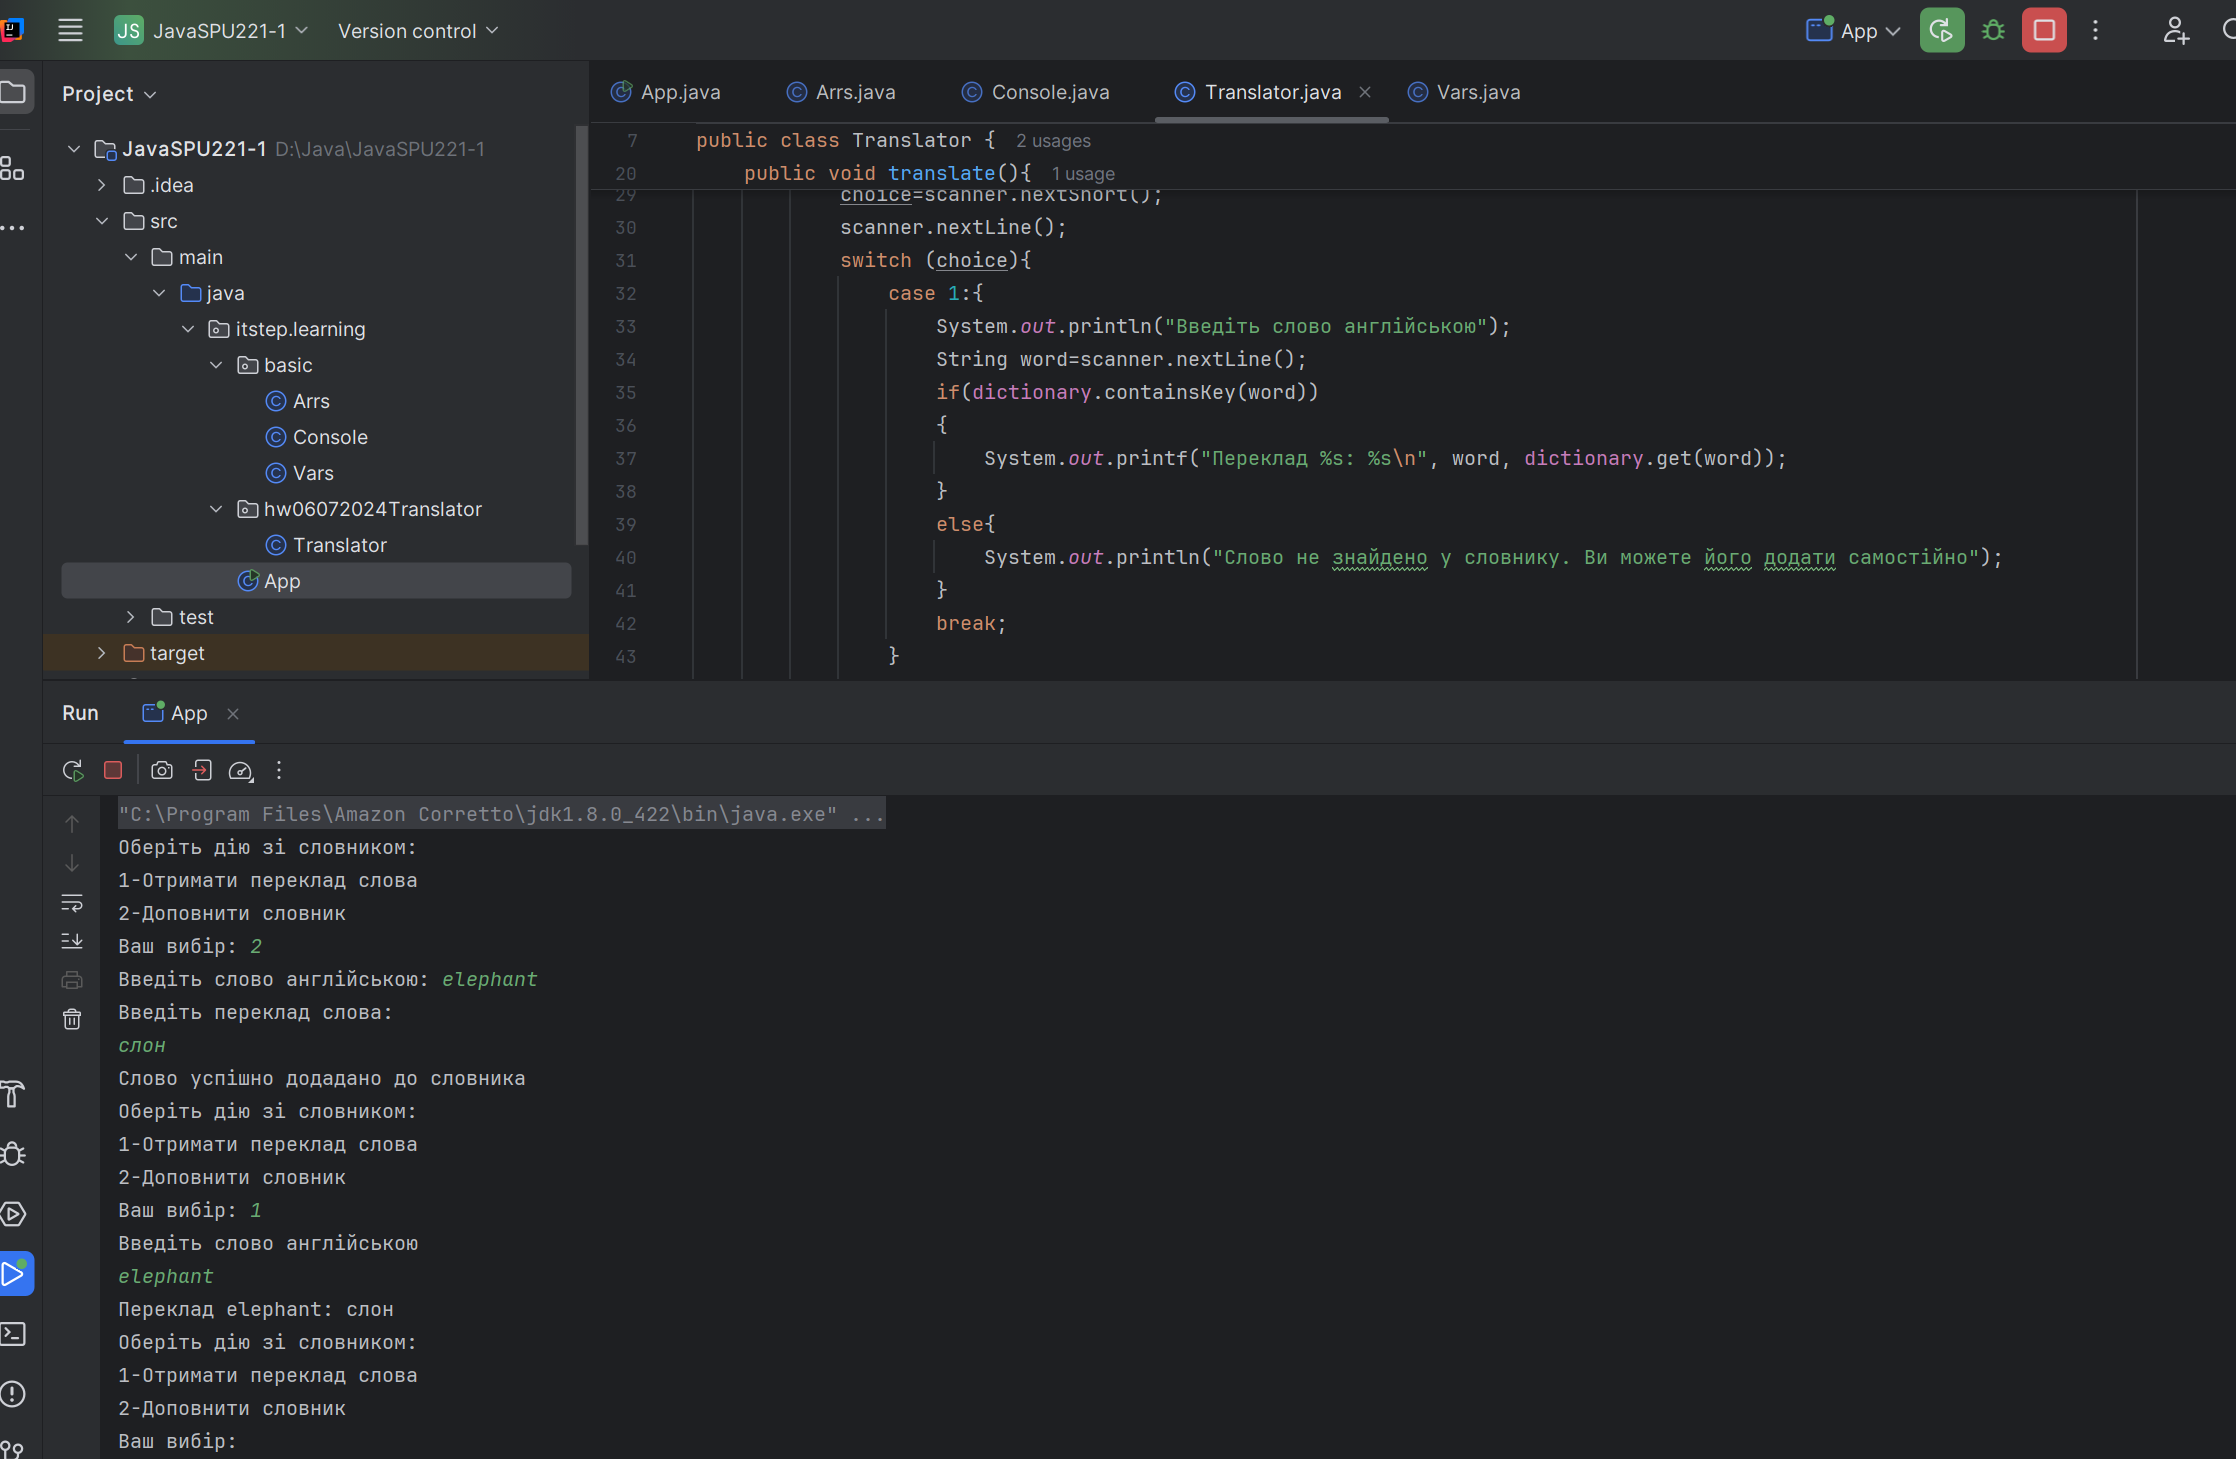 JS JavaSPU221-1 Version control App
Project
App.java Arrs.java Console.java Translator.java Vars.java
JavaSPU221-1 D:\Java\JavaSPU221-1
.idea
src
main
java
itstep.learning
basic
Arrs
Console
Vars
hw06072024Translator
Translator
App
test
target
7 public class Translator { 2 usages
20 public void translate(){ 1 usage
29 choice=scanner.nextShort();
30 scanner.nextLine();
31 switch (choice){
32 case 1:{
33 System.out.println("Введіть слово англійською");
34 String word=scanner.nextLine();
35 if(dictionary.containsKey(word))
36 {
37 System.out.printf("Переклад %s: %s\n", word, dictionary.get(word));
38 }
39 else{
40 System.out.println("Слово не знайдено у словнику. Ви можете його додати самостійно");
41 }
42 break;
43 }
Run App
"C:\Program Files\Amazon Corretto\jdk1.8.0_422\bin\java.exe" ...
Оберіть дію зі словником:
1-Отримати переклад слова
2-Доповнити словник
Ваш вибір: 2
Введіть слово англійською: elephant
Введіть переклад слова:
слон
Слово успішно додадано до словника
Оберіть дію зі словником:
1-Отримати переклад слова
2-Доповнити словник
Ваш вибір: 1
Введіть слово англійською
elephant
Переклад elephant: слон
Оберіть дію зі словником:
1-Отримати переклад слова
2-Доповнити словник
Ваш вибір: